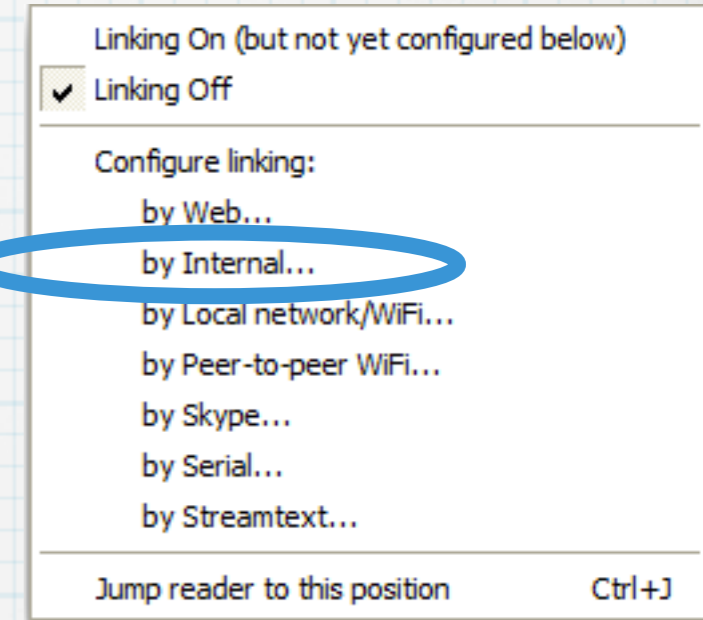 Linking On (but not yet configured below)
Linking Off
Configure linking:
by Web...
by Internal...
by Local network/WiFi...
by Peer-to-peer WiFi...
by Skype...
by Serial...
by Streamtext...
Jump reader to this position Ctrl+J